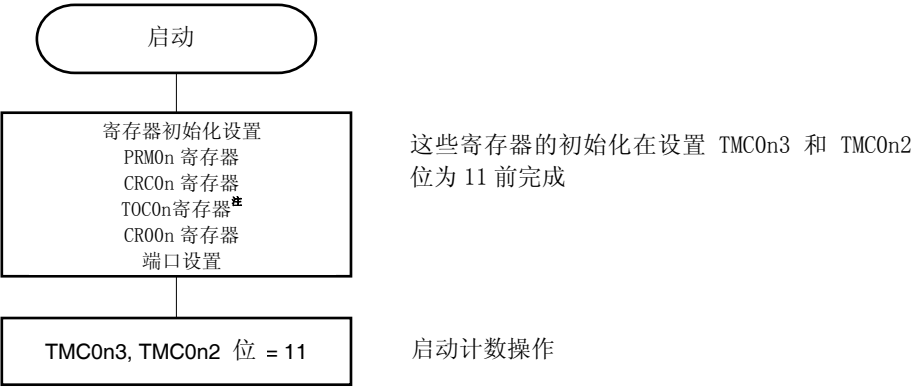 启动
寄存器初始化设置
PRM0n 寄存器
CRC0n 寄存器
TOC0n寄存器注
CR00n 寄存器
端口设置
这些寄存器的初始化在设置 TMC0n3 和 TMC0n2
位为 11 前完成
TMC0n3, TMC0n2 位 = 11
启动计数操作